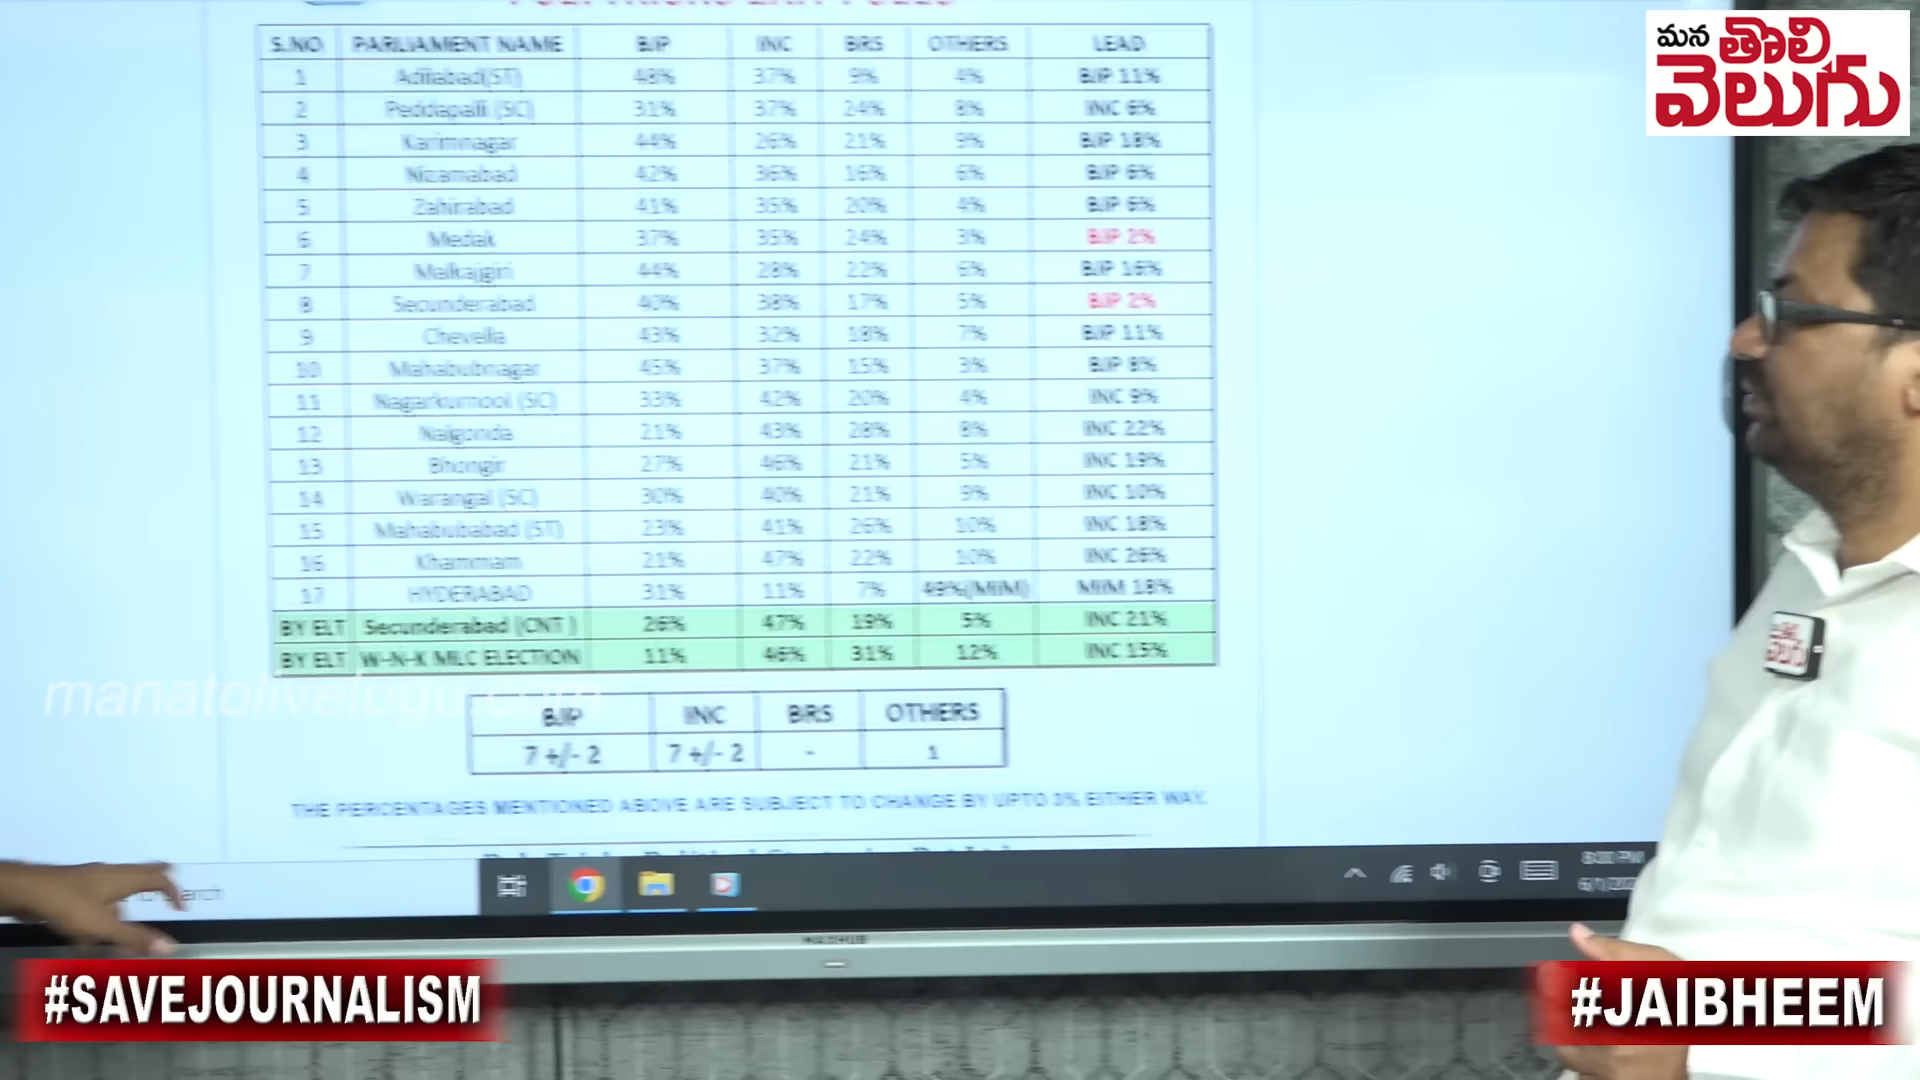 మన తొలి
వెలుగు
S.NO PARLIAMENT NAME BJP INC BRS OTHERS LEAD
1 Adilabad(ST) 48% 37% 9% 4% BJP 11%
2 Peddapalli (SC) 31% 37% 24% 8% INC 6%
3 Karimnagar 44% 26% 21% 9% BJP 18%
4 Nizamabad 42% 36% 16% 6% BJP 6%
5 Zahirabad 41% 35% 20% 4% BJP 6%
6 Medak 37% 35% 24% 3% BJP 2%
7 Malkajgiri 44% 28% 22% 6% BJP 16%
8 Secunderabad 40% 38% 17% 5% BJP 2%
9 Chevella 43% 32% 18% 7% BJP 11%
10 Mahabubnagar 45% 37% 15% 3% BJP 8%
11 Nagarkurnool (SC) 33% 42% 20% 4% INC 9%
12 Nalgonda 21% 43% 28% 8% INC 22%
13 Bhongir 27% 46% 21% 5% INC 19%
14 Warangal (SC) 30% 40% 21% 9% INC 10%
15 Mahabubabad (ST) 23% 41% 26% 10% INC 18%
16 Khammam 21% 47% 22% 10% INC 26%
17 HYDERABAD 31% 11% 7% 49%(MIM) MIM 18%
BY ELT Secunderabad (CNT ) 26% 47% 19% 5% INC 21%
BY ELT W-N-K MLC ELECTION 11% 46% 31% 12% INC 15%
manatolivelugu.com
BJP INC BRS OTHERS
7 +/- 2 7 +/- 2 - 1
THE PERCENTAGES MENTIONED ABOVE ARE SUBJECT TO CHANGE BY UPTO 3% EITHER WAY.
8:00 PM
#SAVEJOURNALISM
#JAIBHEEM